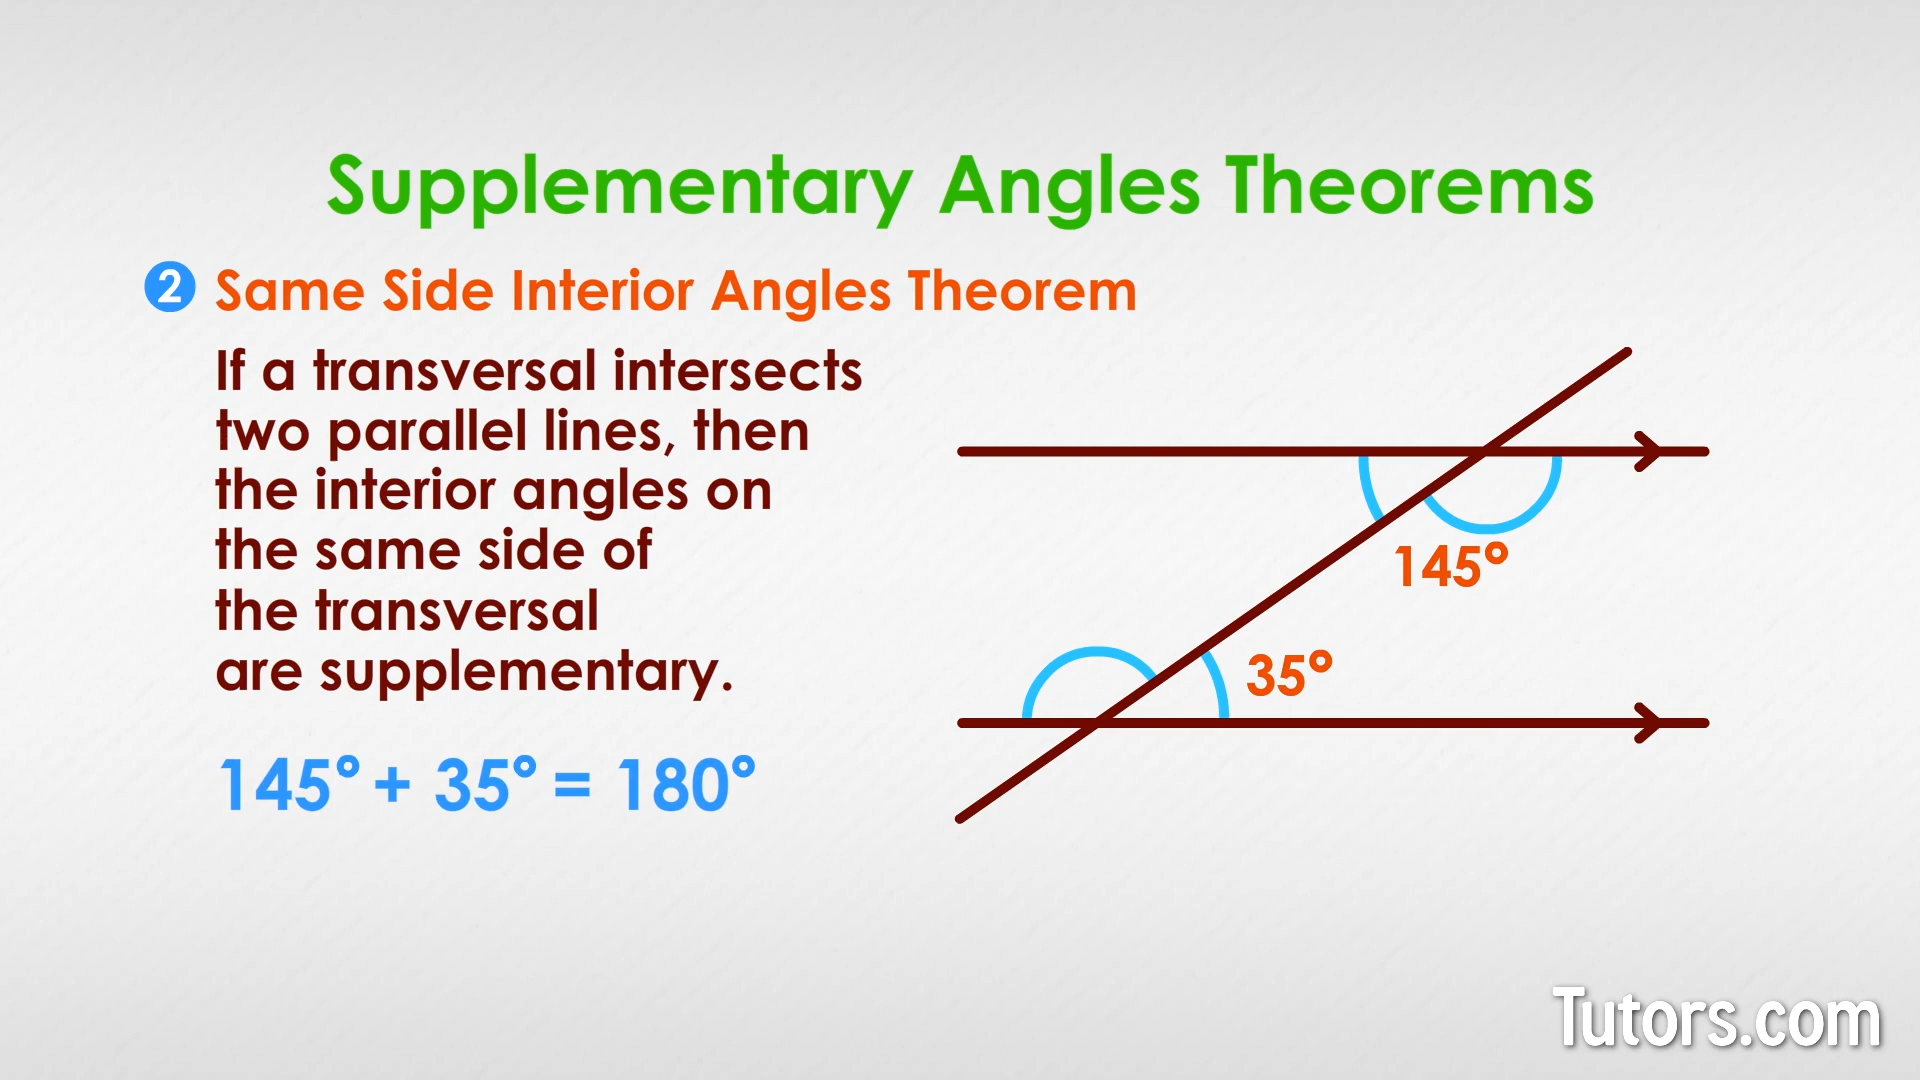 Supplementary Angles Theorems
2 Same Side Interior Angles Theorem
If a transversal intersects
two parallel lines, then
the interior angles on
the same side of
the transversal
are supplementary.
145° + 35° = 180°
145°
35°
Tutors.com